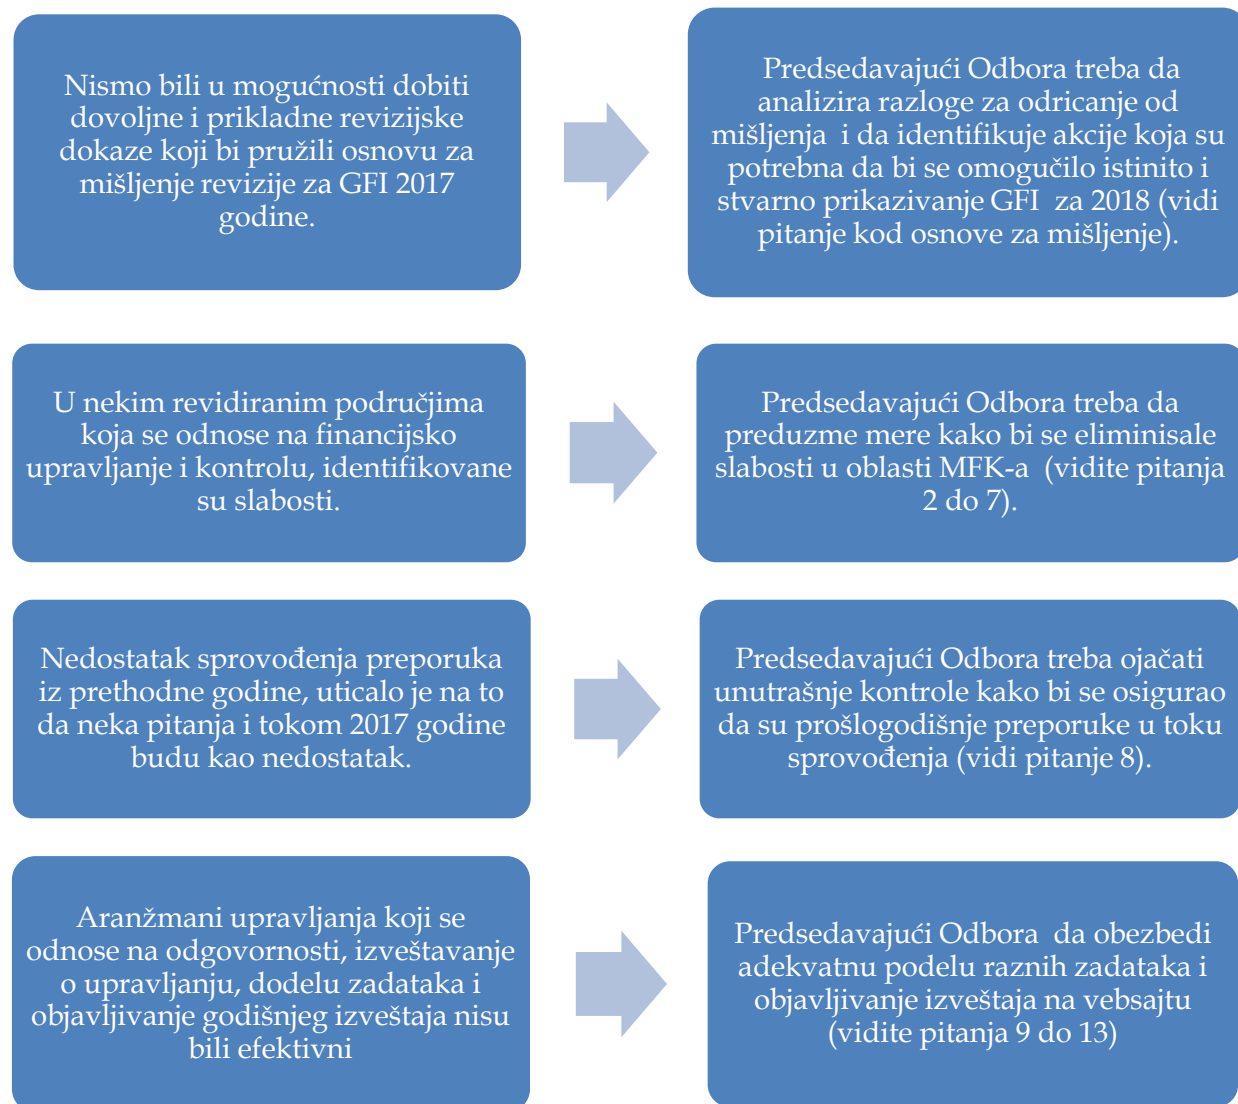 Nismo bili u mogućnosti dobiti
dovoljne i prikladne revizijske
dokaze koji bi pružili osnovu za
mišljenje revizije za GFI 2017
godine.
Predsedavajući Odbora treba da
analizira razloge za odricanje od
mišljenja i da identifikuje akcije koja su
potrebna da bi se omogučilo istinito i
stvarno prikazivanje GFI za 2018 (vidi
pitanje kod osnove za mišljenje).
U nekim revidiranim područjima
koja se odnose na financijsko
upravljanje i kontrolu, identifikovane
su slabosti.
Predsedavajući Odbora treba da
preduzme mere kako bi se eliminisale
slabosti u oblasti MFK-a (vidite pitanja
2 do 7).
Nedostatak sprovođenja preporuka
iz prethodne godine, uticalo je na to
da neka pitanja i tokom 2017 godine
budu kao nedostatak.
Predsedavajući Odbora treba ojačati
unutrašnje kontrole kako bi se osigurao
da su prošlogodišnje preporuke u toku
sprovođenja (vidi pitanje 8).
Aranžmani upravljanja koji se
odnose na odgovornosti, izveštavanje
o upravljanju, dodelu zadataka i
objavljivanje godišnjeg izveštaja nisu
bili efektivni
Predsedavajući Odbora da obezbedi
adekvatnu podelu raznih zadataka i
objavljivanje izveštaja na vebsajtu
(vidite pitanja 9 do 13)